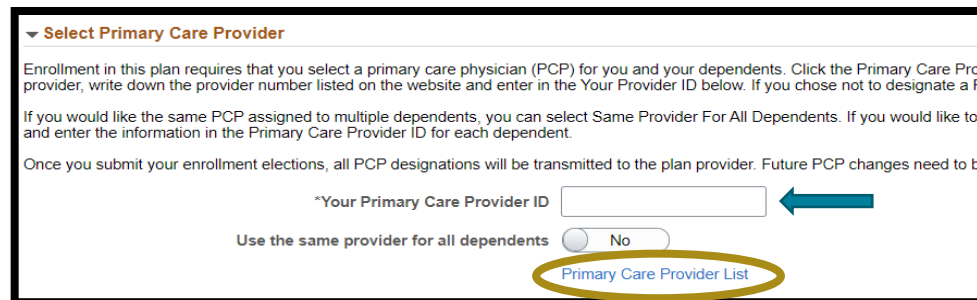 Select Primary Care Provider
Enrollment in this plan requires that you select a primary care physician (PCP) for you and your dependents. Click the Primary Care Pro
provider, write down the provider number listed on the website and enter in the Your Provider ID below. If you chose not to designate a
If you would like the same PCP assigned to multiple dependents, you can select Same Provider For All Dependents. If you would like to
and enter the information in the Primary Care Provider ID for each dependent.
Once you submit your enrollment elections, all PCP designations will be transmitted to the plan provider. Future PCP changes need to b
*Your Primary Care Provider ID
Use the same provider for all dependents No
Primary Care Provider List